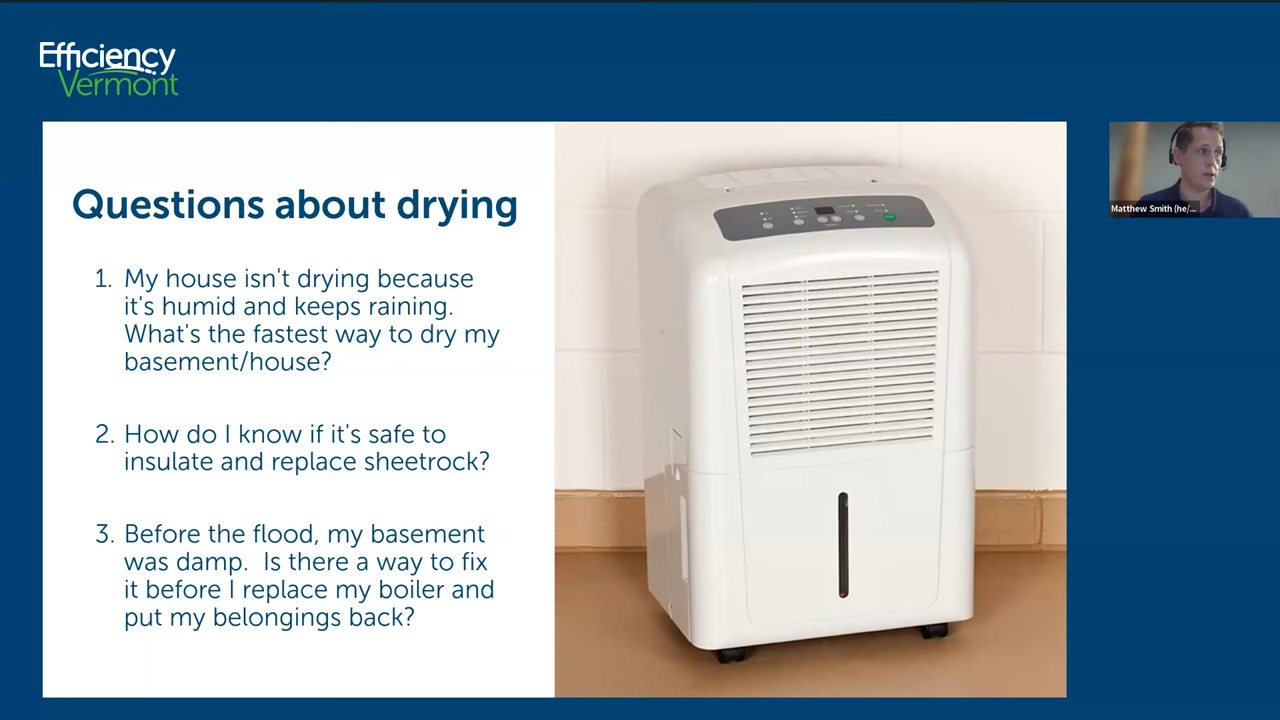 Efficiency
Vermont
Questions about drying
1. My house isn't drying because
it's humid and keeps raining.
What's the fastest way to dry my
basement/house?
2. How do I know if it's safe to
insulate and replace sheetrock?
3. Before the flood, my basement
was damp.  Is there a way to fix
it before I replace my boiler and
put my belongings back?
Matthew Smith (he/...